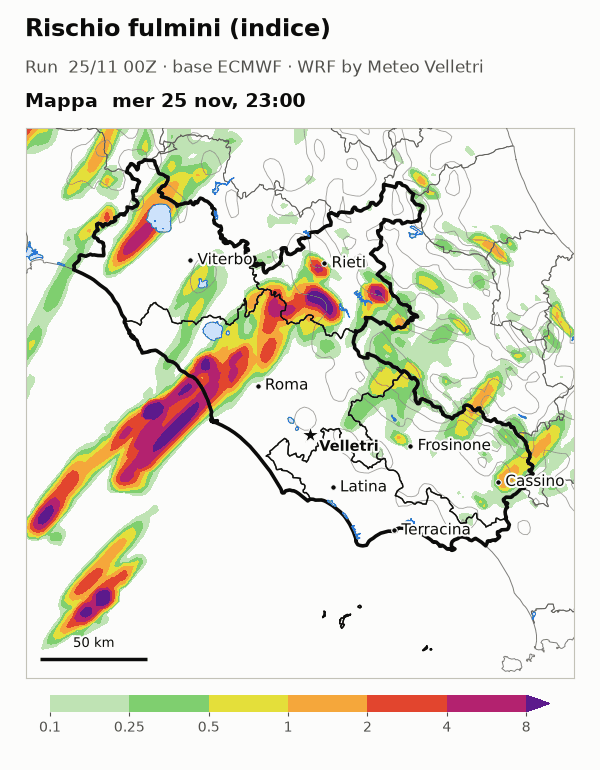 Rischio fulmini (indice)
Run  25/11 00Z · base ECMWF · WRF by Meteo Velletri
Mappa  mer 25 nov, 23:00
Viterbo
Rieti
Roma
Velletri
Frosinone
Latina
Cassino
Terracina
50 km
0.1 0.25 0.5 1 2 4 8